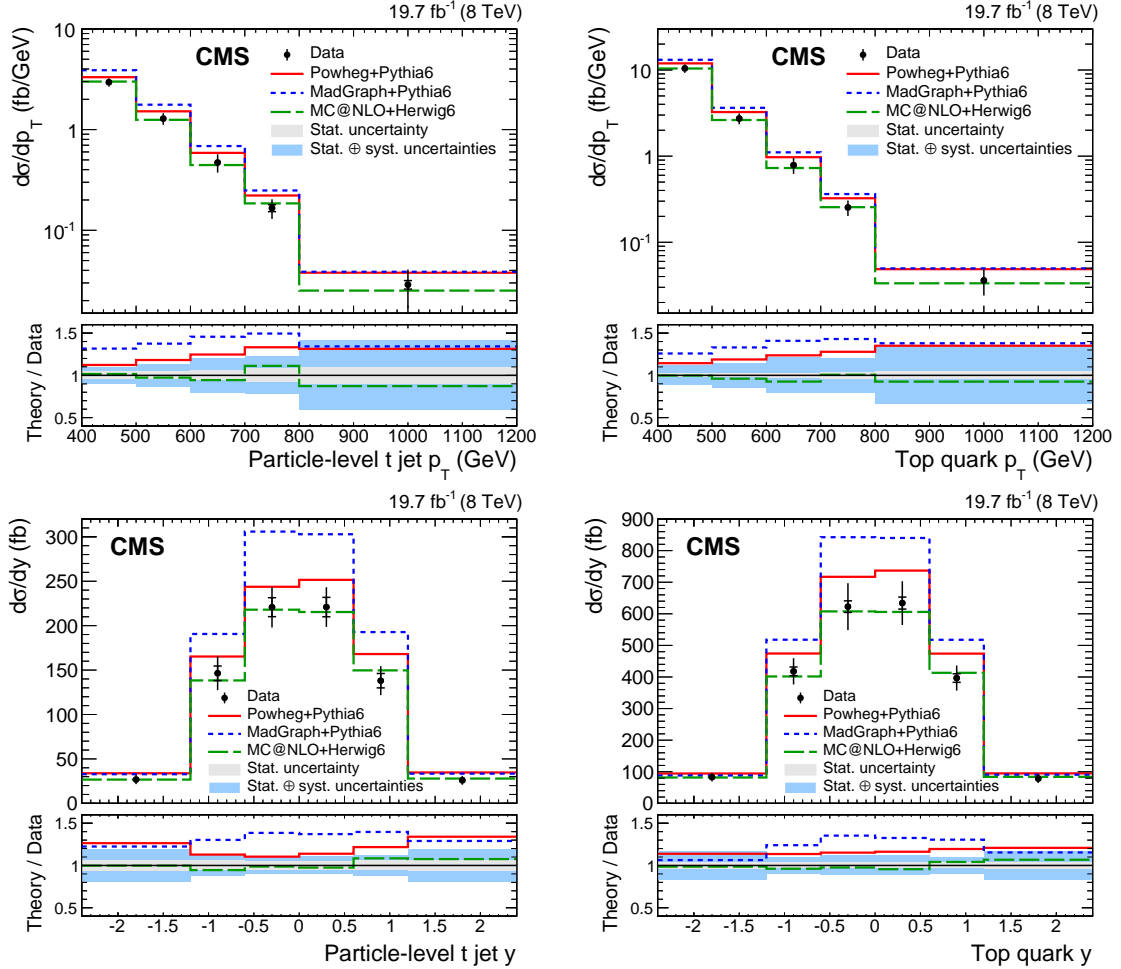 19.7 fb⁻¹ (8 TeV)
dσ/dp_T (fb/GeV)
10
1
10⁻¹
CMS
Data
Powheg+Pythia6
MadGraph+Pythia6
MC@NLO+Herwig6
Stat. uncertainty
Stat. ⊕ syst. uncertainties
Theory / Data
1.5
1
0.5
400 500 600 700 800 900 1000 1100 1200
Particle-level t jet p_T (GeV)
19.7 fb⁻¹ (8 TeV)
dσ/dp_T (fb/GeV)
10
1
10⁻¹
CMS
Data
Powheg+Pythia6
MadGraph+Pythia6
MC@NLO+Herwig6
Stat. uncertainty
Stat. ⊕ syst. uncertainties
Theory / Data
1.5
1
0.5
400 500 600 700 800 900 1000 1100 1200
Top quark p_T (GeV)
19.7 fb⁻¹ (8 TeV)
dσ/dy (fb)
300
250
200
150
100
50
0
CMS
Data
Powheg+Pythia6
MadGraph+Pythia6
MC@NLO+Herwig6
Stat. uncertainty
Stat. ⊕ syst. uncertainties
Theory / Data
1.5
1
0.5
-2 -1.5 -1 -0.5 0 0.5 1 1.5 2
Particle-level t jet y
19.7 fb⁻¹ (8 TeV)
dσ/dy (fb)
900
800
700
600
500
400
300
200
100
0
CMS
Data
Powheg+Pythia6
MadGraph+Pythia6
MC@NLO+Herwig6
Stat. uncertainty
Stat. ⊕ syst. uncertainties
Theory / Data
1.5
1
0.5
-2 -1.5 -1 -0.5 0 0.5 1 1.5 2
Top quark y